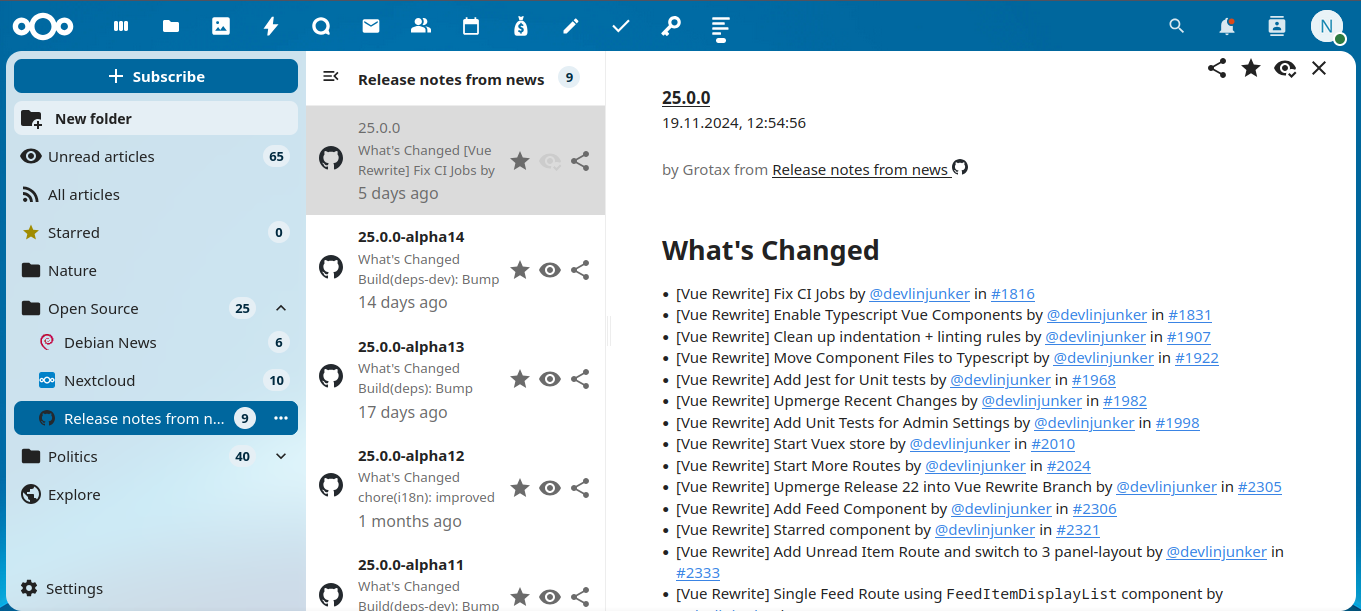 N
Subscribe
New folder
Unread articles 65
All articles
Starred 0
Nature
Open Source 25
Debian News 6
Nextcloud 10
Release notes from n... 9
Politics 40
Explore
Settings
Release notes from news 9
25.0.0
What's Changed [Vue
Rewrite] Fix CI Jobs by
5 days ago
25.0.0-alpha14
What's Changed
Build(deps-dev): Bump
14 days ago
25.0.0-alpha13
What's Changed
Build(deps): Bump
17 days ago
25.0.0-alpha12
What's Changed
chore(i18n): improved
1 months ago
25.0.0-alpha11
What's Changed
Build(deps-dev): Bump
25.0.0
19.11.2024, 12:54:56
by Grotax from Release notes from news
What's Changed
• [Vue Rewrite] Fix CI Jobs by @devlinjunker in #1816
• [Vue Rewrite] Enable Typescript Vue Components by @devlinjunker in #1831
• [Vue Rewrite] Clean up indentation + linting rules by @devlinjunker in #1907
• [Vue Rewrite] Move Component Files to Typescript by @devlinjunker in #1922
• [Vue Rewrite] Add Jest for Unit tests by @devlinjunker in #1968
• [Vue Rewrite] Upmerge Recent Changes by @devlinjunker in #1982
• [Vue Rewrite] Add Unit Tests for Admin Settings by @devlinjunker in #1998
• [Vue Rewrite] Start Vuex store by @devlinjunker in #2010
• [Vue Rewrite] Start More Routes by @devlinjunker in #2024
• [Vue Rewrite] Upmerge Release 22 into Vue Rewrite Branch by @devlinjunker in #2305
• [Vue Rewrite] Add Feed Component by @devlinjunker in #2306
• [Vue Rewrite] Starred component by @devlinjunker in #2321
• [Vue Rewrite] Add Unread Item Route and switch to 3 panel-layout by @devlinjunker in
#2333
• [Vue Rewrite] Single Feed Route using FeedItemDisplayList component by